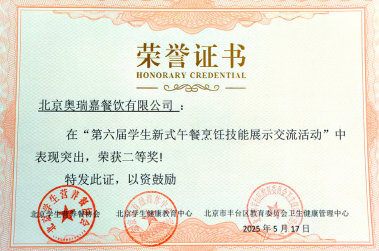 荣誉证书
HONORARY CREDENTIAL
北京奥瑞嘉餐饮有限公司：
在“第六届学生新式午餐烹饪技能展示交流活动”中
表现突出，荣获二等奖!
特发此证，以资鼓励
北京学生营养餐协会 北京学生健康教育中心 北京市丰台区教育委员会卫生健康管理中心
2025年5月17日